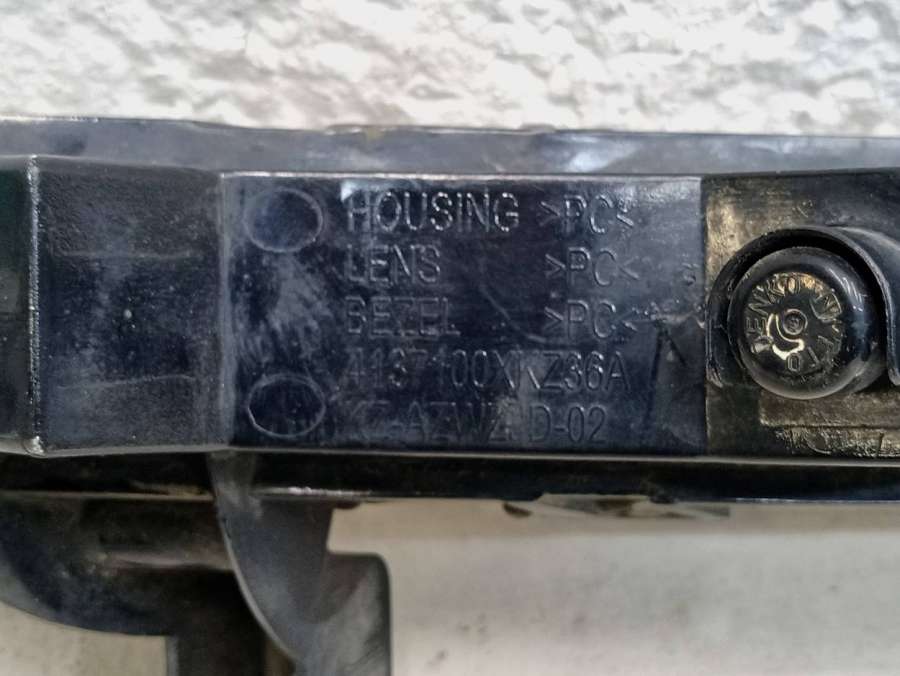 HOUSING >PC<
LENS >PC<
BEZEL >PC<
4137100XKZ36A
D-02